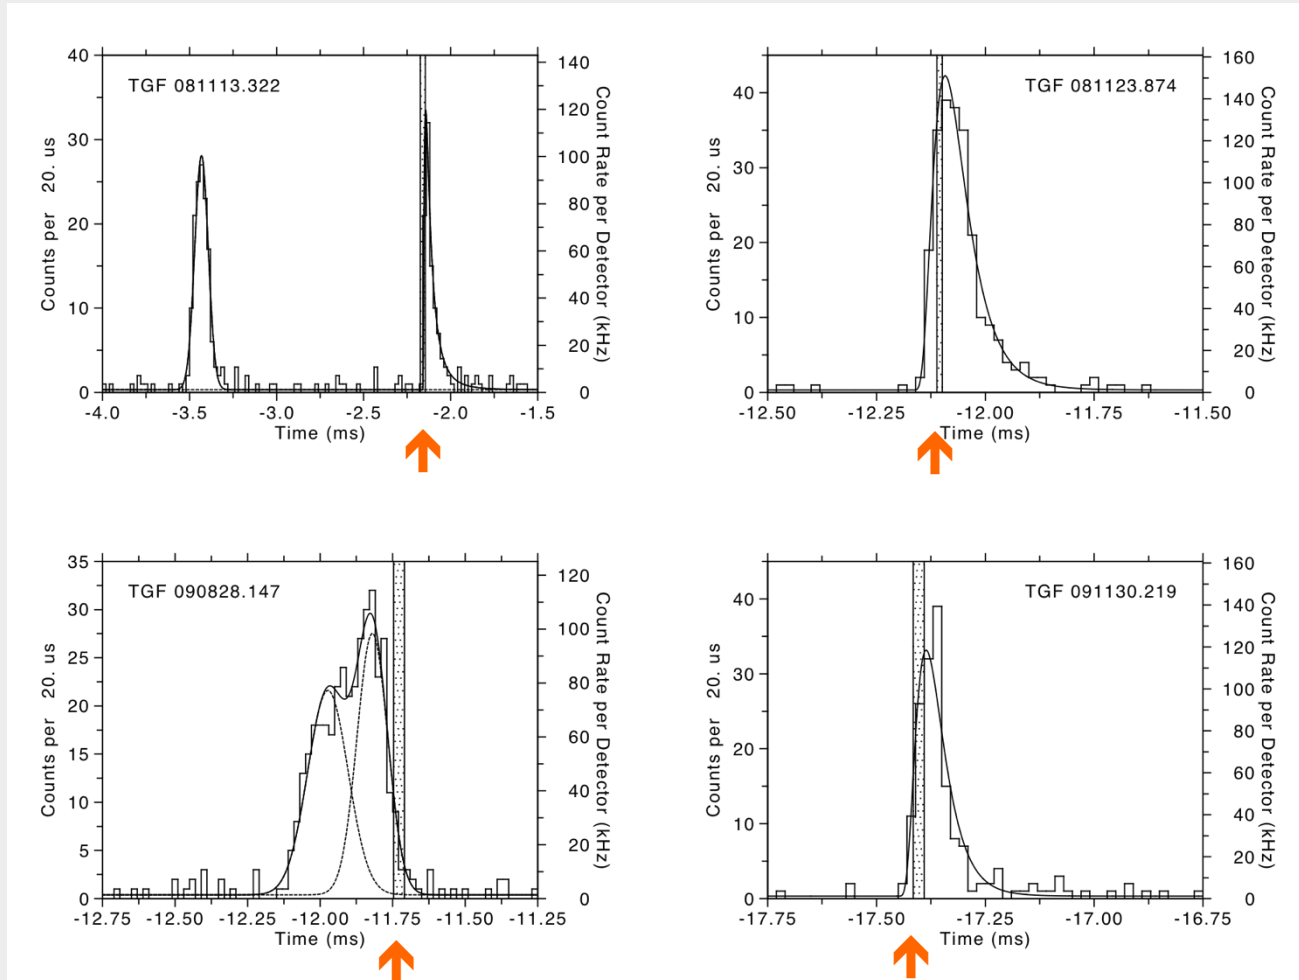 TGF 081113.322
40
30
20
10
0
140
120
100
80
60
40
20
0
Counts per 20. us
Count Rate per Detector (kHz)
-4.0 -3.5 -3.0 -2.5 -2.0 -1.5
Time (ms)
TGF 081123.874
40
30
20
10
0
160
140
120
100
80
60
40
20
0
Counts per 20. us
Count Rate per Detector (kHz)
-12.50 -12.25 -12.00 -11.75 -11.50
Time (ms)
TGF 090828.147
35
30
25
20
15
10
5
0
120
100
80
60
40
20
0
Counts per 20. us
Count Rate per Detector (kHz)
-12.75 -12.50 -12.25 -12.00 -11.75 -11.50 -11.25
Time (ms)
TGF 091130.219
40
30
20
10
0
160
140
120
100
80
60
40
20
0
Counts per 20. us
Count Rate per Detector (kHz)
-17.75 -17.50 -17.25 -17.00 -16.75
Time (ms)